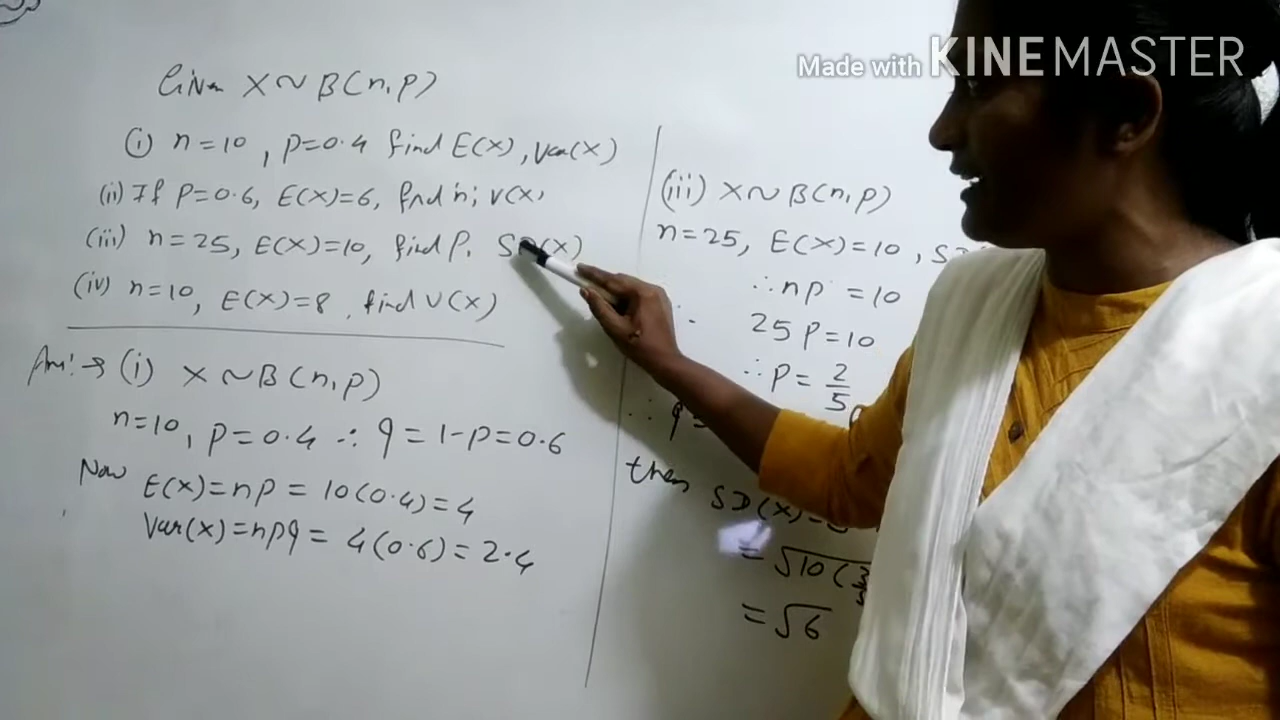 Made with KINEMASTER
Given X ~ B(n, p)
(i) n = 10, p = 0.4 find E(X), Var(X)
(ii) If p = 0.6, E(X) = 6, find n; V(X)
(iii) n = 25, E(X) = 10, find p, SD(X)
(iv) n = 10, E(X) = 8, find V(X)
Ans: → (i) X ~ B(n, p)
n = 10, p = 0.4 ∴ q = 1 - p = 0.6
Now E(X) = np = 10(0.4) = 4
Var(X) = npq = 4(0.6) = 2.4
(iii) X ~ B(n, p)
n = 25, E(X) = 10,
∴ np = 10
25p = 10
∴ p = 2/5
∴ q =
then SD(X) =
= √10(
= √6